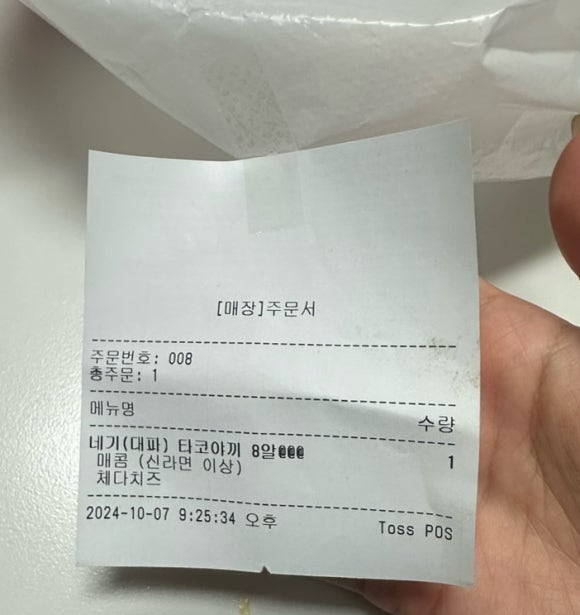 [매장]주문서
주문번호: 008
총주문: 1
메뉴명 수량
네기(대파) 타코야끼 8알@@@ 1
매콤 (신라면 이상)
체다치즈
2024-10-07 9:25:34 오후 Toss POS